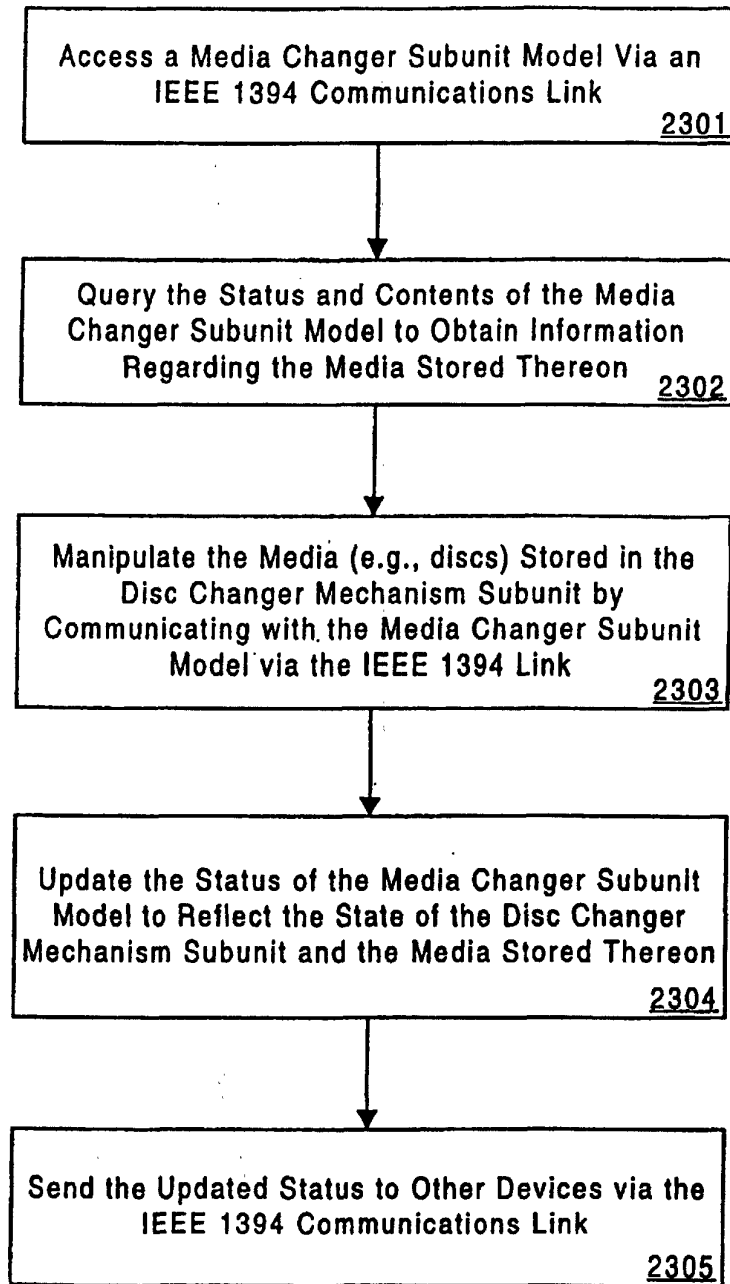 Access a Media Changer Subunit Model Via an
IEEE 1394 Communications Link
2301
Query the Status and Contents of the Media
Changer Subunit Model to Obtain Information
Regarding the Media Stored Thereon
2302
Manipulate the Media (e.g., discs) Stored in the
Disc Changer Mechanism Subunit by
Communicating with the Media Changer Subunit
Model via the IEEE 1394 Link
2303
Update the Status of the Media Changer Subunit
Model to Reflect the State of the Disc Changer
Mechanism Subunit and the Media Stored Thereon
2304
Send the Updated Status to Other Devices via the
IEEE 1394 Communications Link
2305